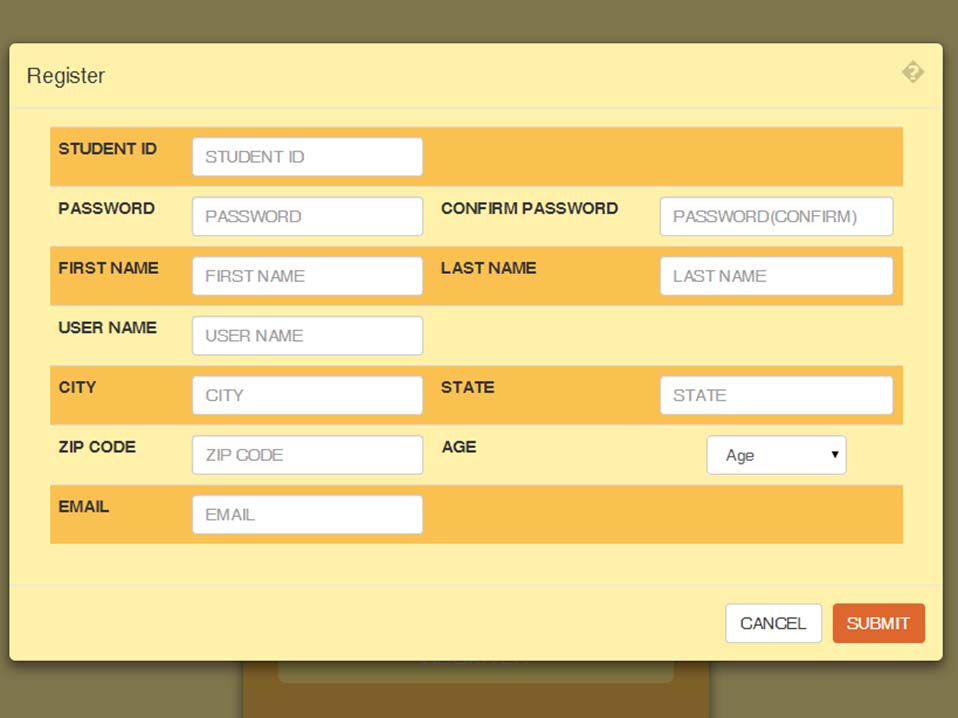 Register
STUDENT ID STUDENT ID
PASSWORD PASSWORD CONFIRM PASSWORD PASSWORD(CONFIRM)
FIRST NAME FIRST NAME LAST NAME LAST NAME
USER NAME USER NAME
CITY CITY STATE STATE
ZIP CODE ZIP CODE AGE Age
EMAIL EMAIL
CANCEL SUBMIT